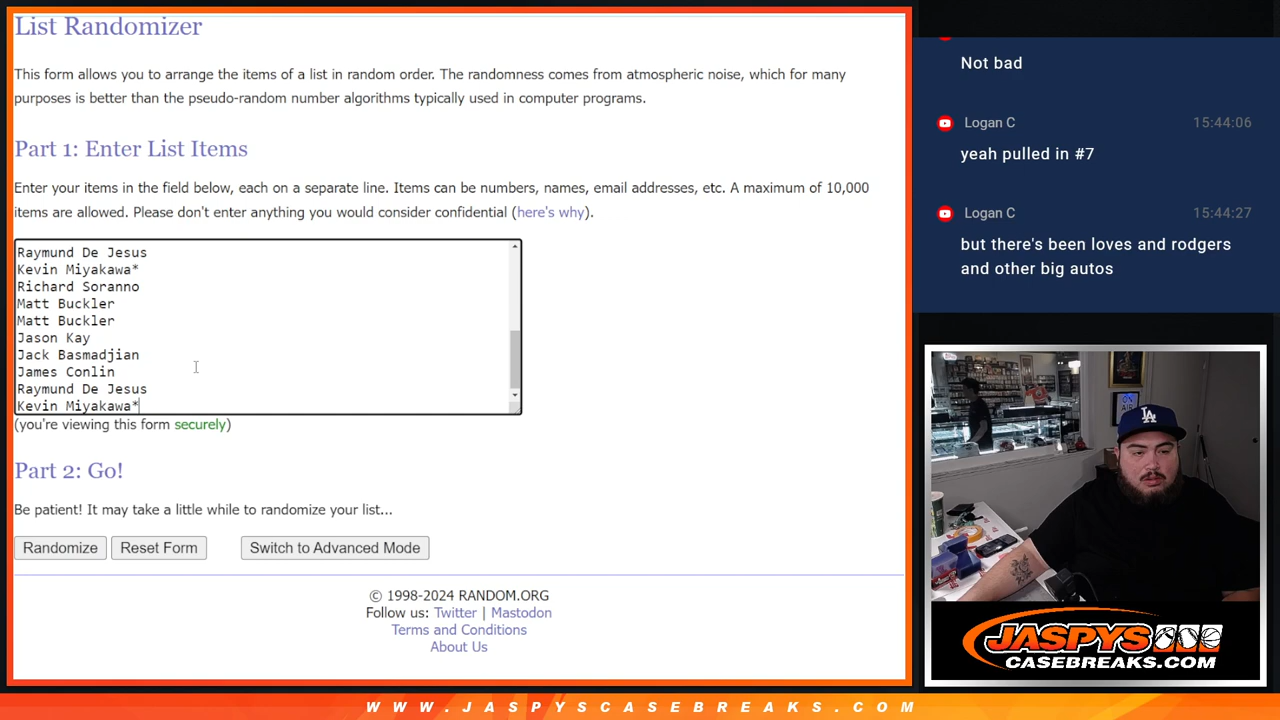 List Randomizer
This form allows you to arrange the items of a list in random order. The randomness comes from atmospheric noise, which for many
purposes is better than the pseudo-random number algorithms typically used in computer programs.
Part 1: Enter List Items
Enter your items in the field below, each on a separate line. Items can be numbers, names, email addresses, etc. A maximum of 10,000
items are allowed. Please don't enter anything you would consider confidential (here's why).
Raymund De Jesus
Kevin Miyakawa*
Richard Soranno
Matt Buckler
Matt Buckler
Jason Kay
Jack Basmadjian
James Conlin
Raymund De Jesus
Kevin Miyakawa*
(you're viewing this form securely)
Part 2: Go!
Be patient! It may take a little while to randomize your list...
Randomize
Reset Form
Switch to Advanced Mode
© 1998-2024 RANDOM.ORG
Follow us: Twitter | Mastodon
Terms and Conditions
About Us
Not bad
Logan C 15:44:06
yeah pulled in #7
Logan C 15:44:27
but there's been loves and rodgers
and other big autos
ON
AIR
LA
JASPYS
CASEBREAKS.COM
WWW.JASPYSCASEBREAKS.COM